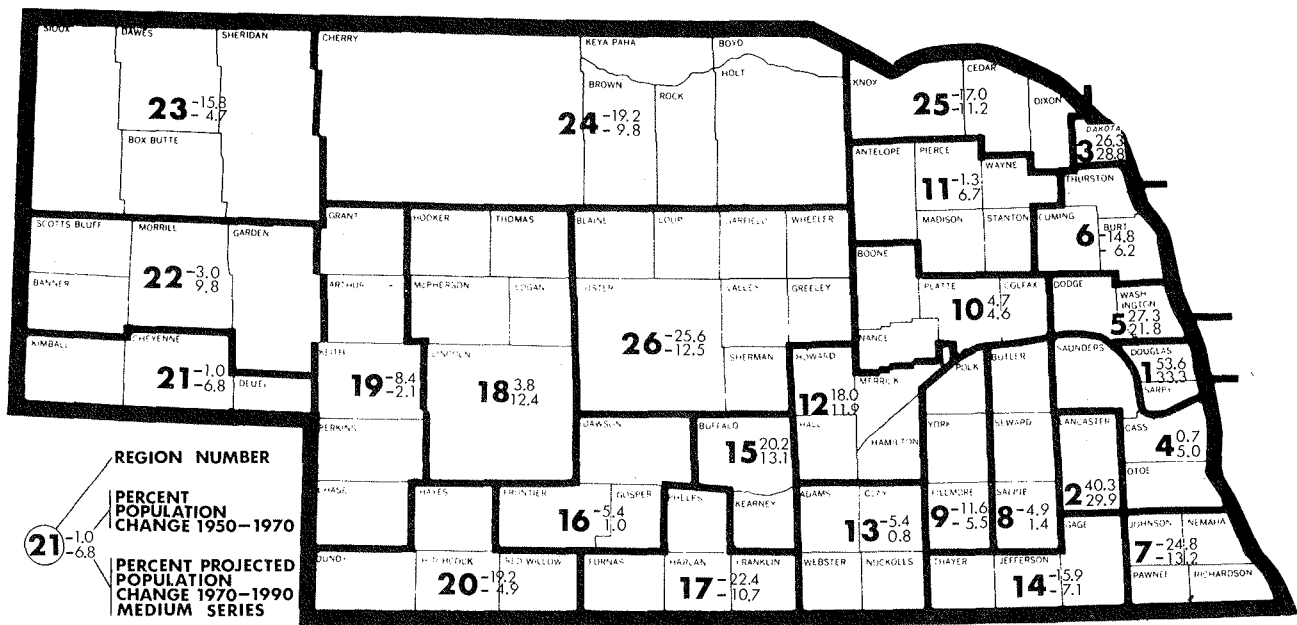 SIOUX
DAWES
SHERIDAN
CHERRY
KEYA PAHA
BOYD
BROWN
ROCK
HOLT
KNOX
CEDAR
DIXON
DAKOTA
23 -15.8
- 4.7
BOX BUTTE
24 -19.2
- 9.8
25 -17.0
-11.2
3 26.3
28.8
ANTELOPE
PIERCE
WAYNE
THURSTON
11 -1.3
6.7
MADISON
STANTON
CUMING
BURT
6 -14.8
- 6.2
SCOTTS BLUFF
MORRILL
GARDEN
GRANT
HOOKER
THOMAS
BLAINE
LOUP
GARFIELD
WHEELER
BOONE
BANNER
22 -3.0
9.8
ARTHUR
McPHERSON
LOGAN
CUSTER
VALLEY
GREELEY
PLATTE
COLFAX
DODGE
WASH
INGTON
10 4.7
4.6
5 27.3
21.8
KIMBALL
CHEYENNE
21 -1.0
-6.8
DEUEL
KEITH
19 -8.4
-2.1
LINCOLN
18 3.8
12.4
26 -25.6
-12.5
SHERMAN
HOWARD
NANCE
MERRICK
POLK
BUTLER
SAUNDERS
DOUGLAS
1 53.6
33.3
SARPY
12 18.0
11.9
PERKINS
DAWSON
BUFFALO
HALL
HAMILTON
YORK
SEWARD
LANCASTER
CASS
15 20.2
13.1
4 0.7
5.0
OTOE
2 40.3
29.9
CHASE
HAYES
FRONTIER
GOSPER
PHELPS
KEARNEY
ADAMS
CLAY
FILLMORE
SALINE
GAGE
JOHNSON
NEMAHA
16 -5.4
1.0
13 -5.4
0.8
9 -11.6
- 5.5
8 -4.9
1.4
7 -24.8
-13.2
DUNDY
HITCHCOCK
RED WILLOW
FURNAS
HARLAN
FRANKLIN
WEBSTER
NUCKOLLS
THAYER
JEFFERSON
PAWNEE
RICHARDSON
20 -19.2
- 4.9
17 -22.4
-10.7
14 -15.9
-7.1
REGION NUMBER
PERCENT
POPULATION
CHANGE 1950-1970
21 -1.0
-6.8
PERCENT PROJECTED
POPULATION
CHANGE 1970-1990
MEDIUM SERIES